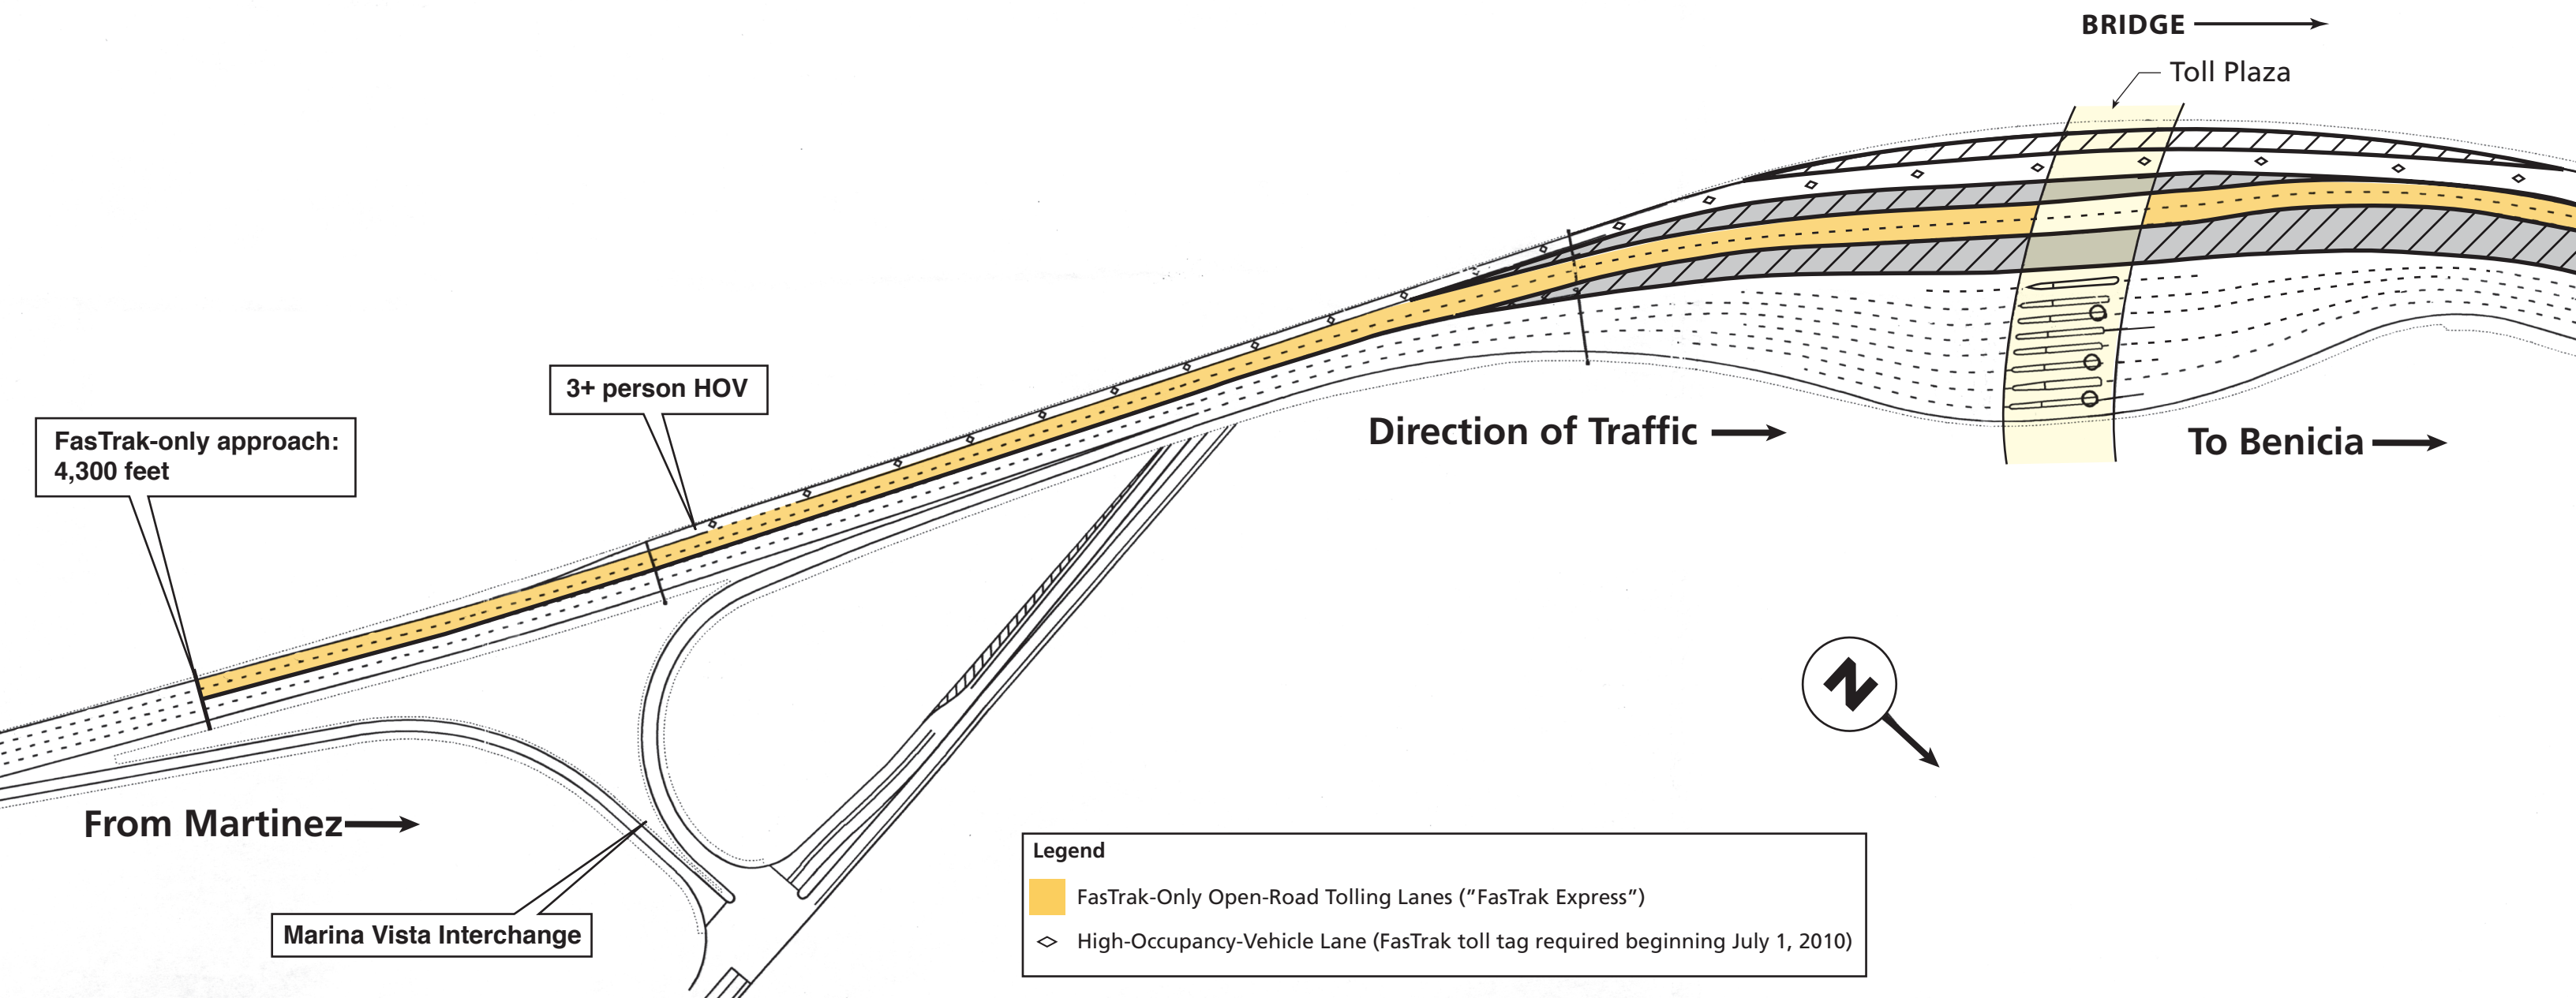 BRIDGE
Toll Plaza
3+ person HOV
FasTrak-only approach:
4,300 feet
Direction of Traffic
To Benicia
N
From Martinez
Marina Vista Interchange
Legend
FasTrak-Only Open-Road Tolling Lanes (”FasTrak Express”)
High-Occupancy-Vehicle Lane (FasTrak toll tag required beginning July 1, 2010)